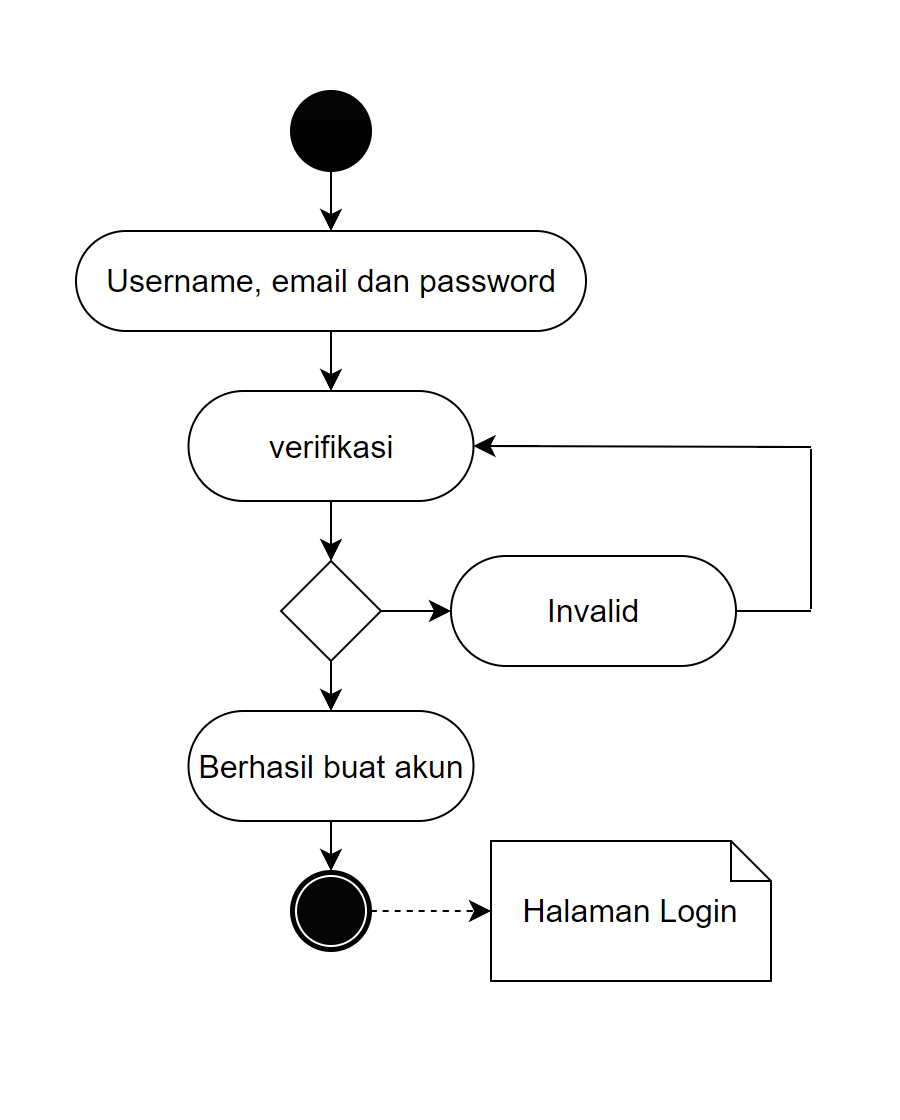 Username, email dan password
verifikasi
Invalid
Berhasil buat akun
Halaman Login